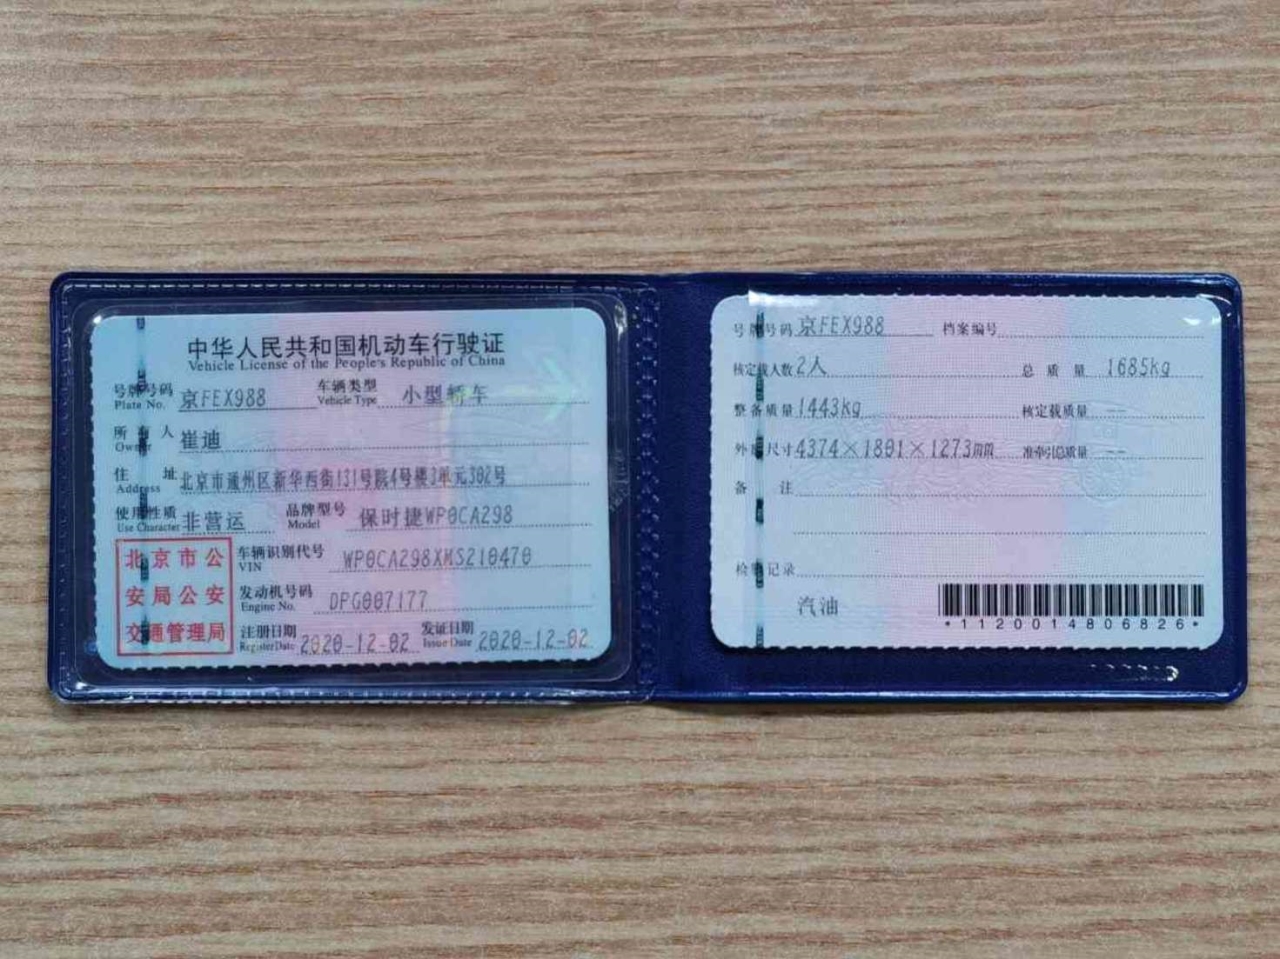 中华人民共和国机动车行驶证
Vehicle License of the People's Republic of China
号牌号码 京FEX988 车辆类型 小型轿车
Plate No. Vehicle Type
所有人 崔迪
Owner
住址 北京市通州区新华西街131号院4号楼3单元302号
Address
使用性质 非营运 品牌型号 保时捷WP0CA298
Use Character Model
北京市公
安局公安
交通管理局
车辆识别代号 WP0CA298XMS210470
VIN
发动机号码 DPG007177
Engine No.
注册日期 2020-12-02 发证日期 2020-12-02
Register Date Issue Date
号牌号码 京FEX988 档案编号
核定载人数 2人 总质量 1685kg
整备质量 1443kg 核定载质量 --
外廓尺寸 4374×1801×1273mm 准牵引总质量 --
备注
检验记录
汽油
*1120014806826*